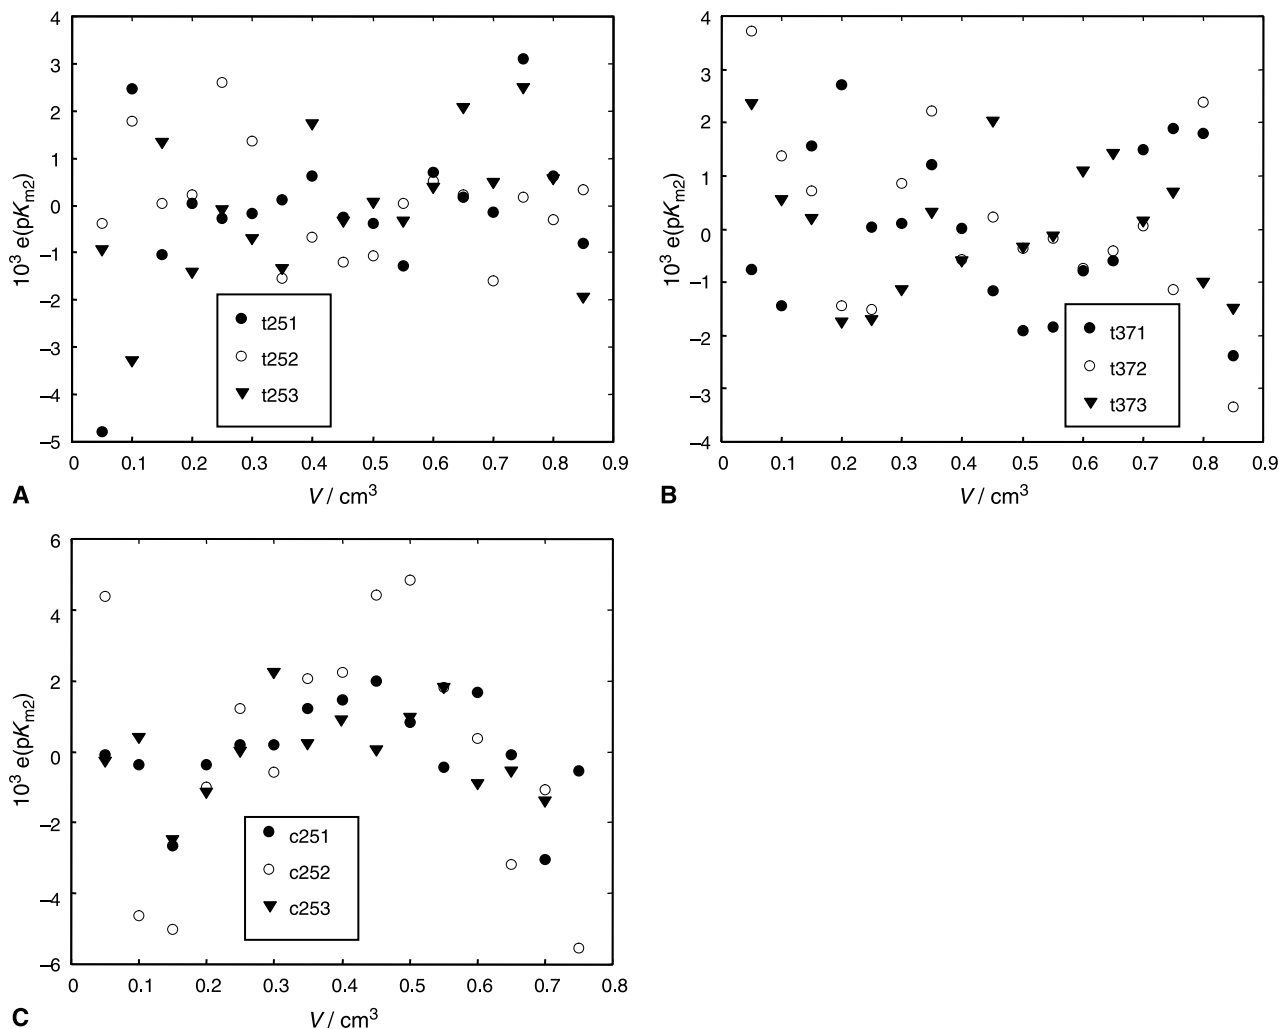 4
3
2
1
0
–1
–2
–3
–4
–5
10³ e(pKm2)
t251
t252
t253
0 0.1 0.2 0.3 0.4 0.5 0.6 0.7 0.8 0.9
V / cm³
A
4
3
2
1
0
–1
–2
–3
–4
10³ e(pKm2)
t371
t372
t373
0 0.1 0.2 0.3 0.4 0.5 0.6 0.7 0.8 0.9
V / cm³
B
6
4
2
0
–2
–4
–6
10³ e(pKm2)
c251
c252
c253
0 0.1 0.2 0.3 0.4 0.5 0.6 0.7 0.8
V / cm³
C